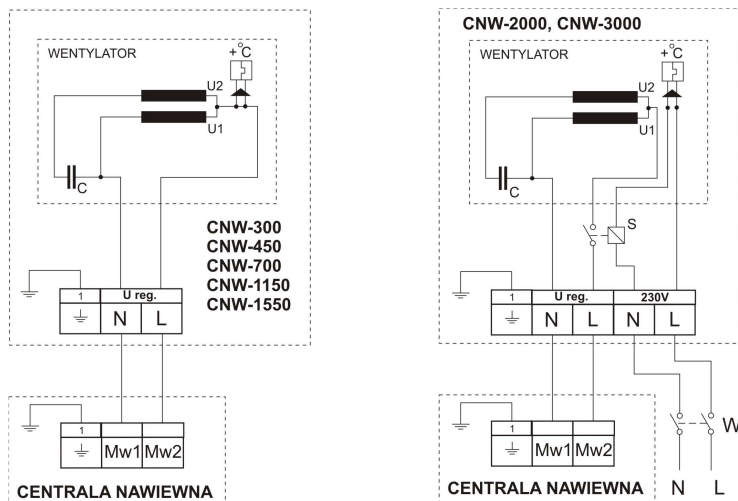 WENTYLATOR
+°C
U2
U1
C
CNW-300
CNW-450
CNW-700
CNW-1150
CNW-1550
1 U reg.
N L
1
Mw1 Mw2
CENTRALA NAWIEWNA
CNW-2000, CNW-3000
WENTYLATOR
+°C
U2
U1
C
S
1 U reg. 230V
N L N L
1
Mw1 Mw2
W
CENTRALA NAWIEWNA
N L